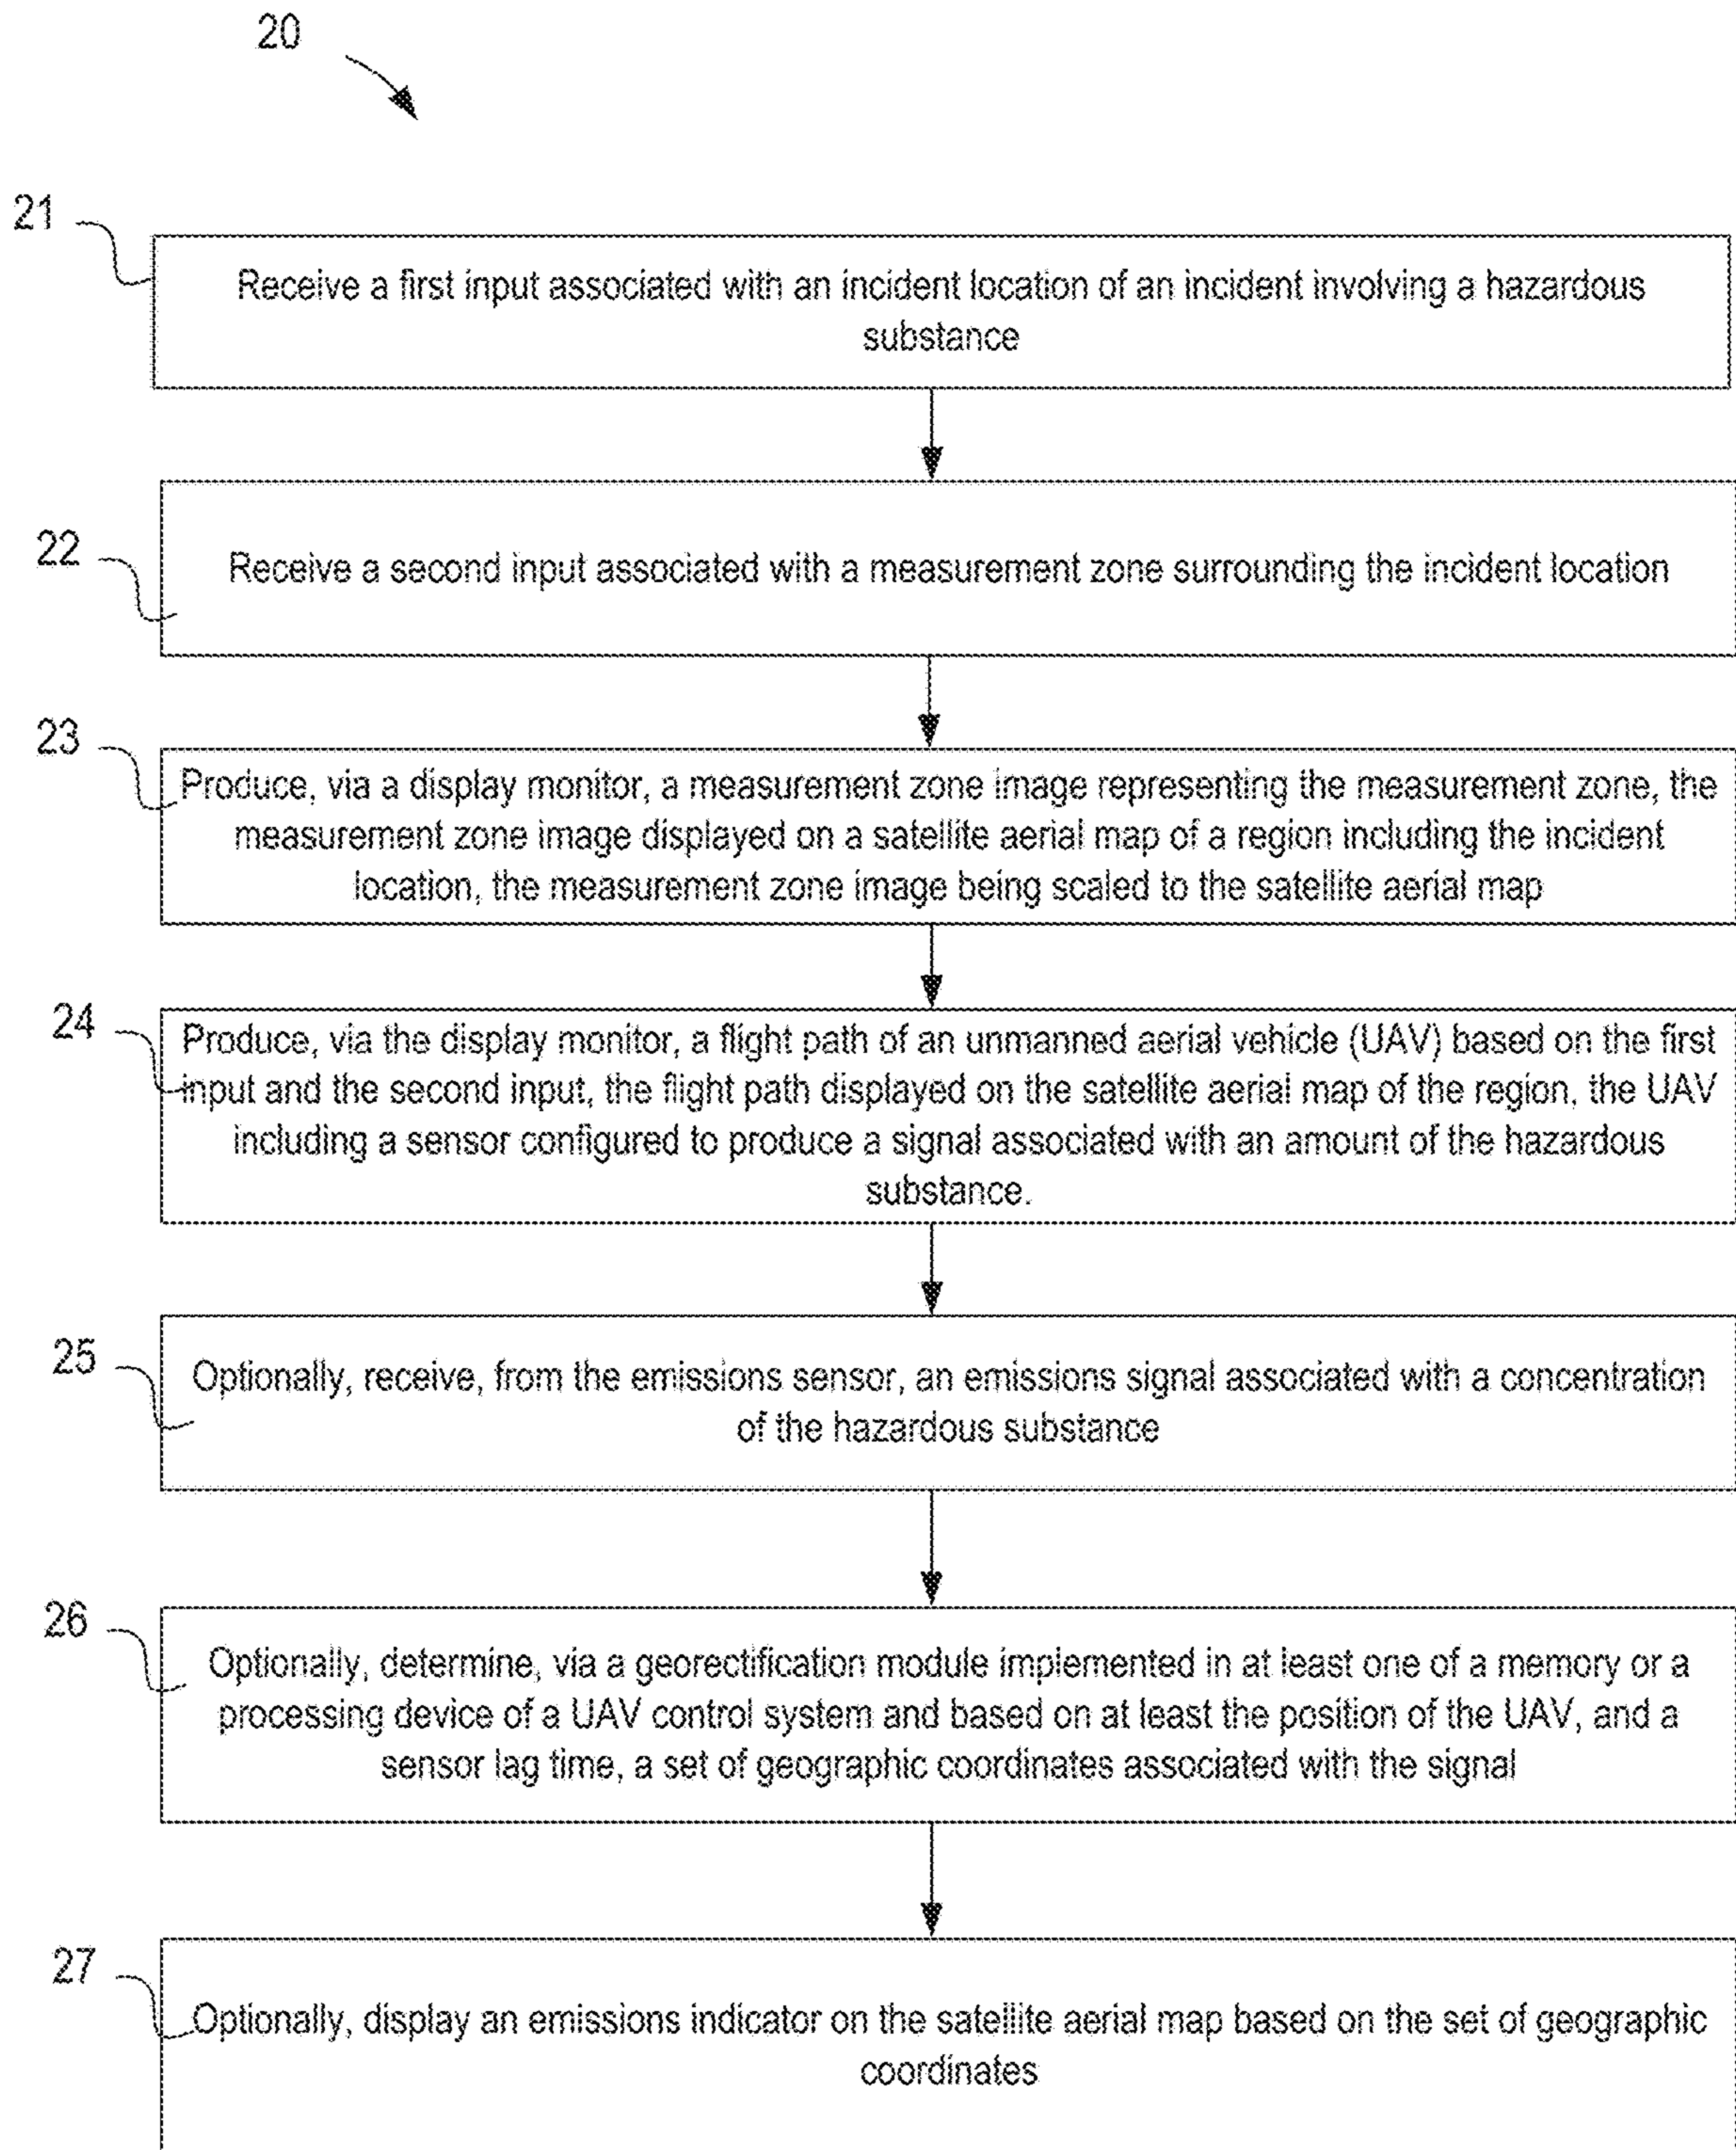 20
21
Receive a first input associated with an incident location of an incident involving a hazardous
substance
22
Receive a second input associated with a measurement zone surrounding the incident location
23
Produce, via a display monitor, a measurement zone image representing the measurement zone, the
measurement zone image displayed on a satellite aerial map of a region including the incident
location, the measurement zone image being scaled to the satellite aerial map
24
Produce, via the display monitor, a flight path of an unmanned aerial vehicle (UAV) based on the first
input and the second input, the flight path displayed on the satellite aerial map of the region, the UAV
including a sensor configured to produce a signal associated with an amount of the hazardous
substance.
25
Optionally, receive, from the emissions sensor, an emissions signal associated with a concentration
of the hazardous substance
26
Optionally, determine, via a georectification module implemented in at least one of a memory or a
processing device of a UAV control system and based on at least the position of the UAV, and a
sensor lag time, a set of geographic coordinates associated with the signal
27
Optionally, display an emissions indicator on the satellite aerial map based on the set of geographic
coordinates